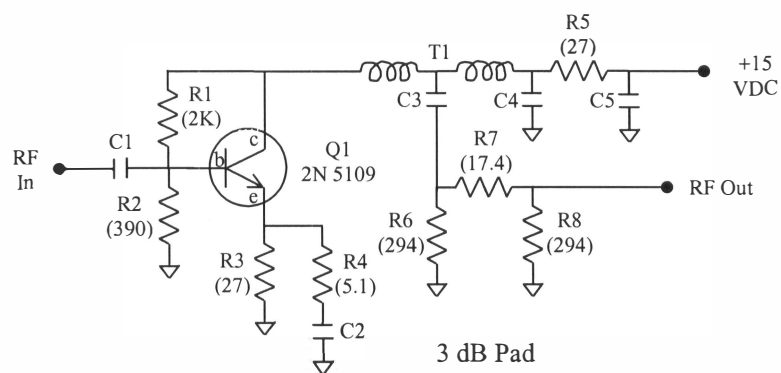 R5
(27)
T1
+15
VDC
R1
(2K)
C3
C4
C5
C1
R7
(17.4)
RF
In
Q1
2N 5109
c
b
e
RF Out
R2
(390)
R6
(294)
R8
(294)
R3
(27)
R4
(5.1)
C2
3 dB Pad